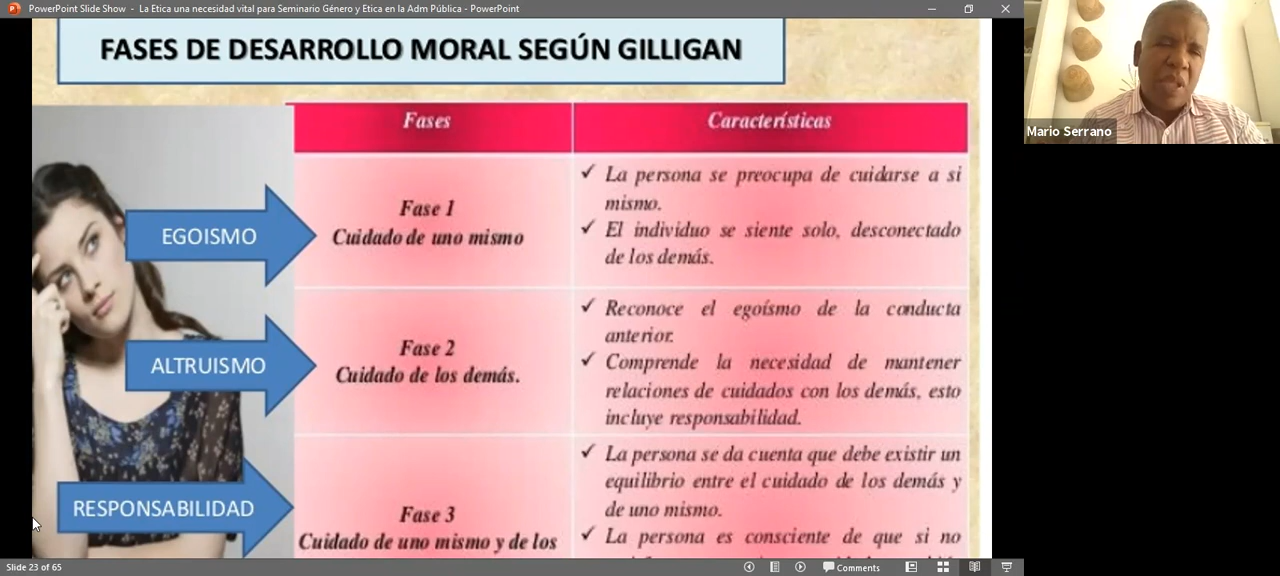 PowerPoint Slide Show - La Etica una necesidad vital para Seminario Género y Etica en la Adm Pública - PowerPoint
FASES DE DESARROLLO MORAL SEGÚN GILLIGAN
Fases
Características
EGOISMO
Fase 1
Cuidado de uno mismo
✓ La persona se preocupa de cuidarse a si
mismo.
✓ El individuo se siente solo, desconectado
de los demás.
ALTRUISMO
Fase 2
Cuidado de los demás.
✓ Reconoce el egoísmo de la conducta
anterior.
✓ Comprende la necesidad de mantener
relaciones de cuidados con los demás, esto
incluye responsabilidad.
RESPONSABILIDAD
Fase 3
Cuidado de uno mismo y de los
✓ La persona se da cuenta que debe existir un
equilibrio entre el cuidado de los demás y
de uno mismo.
✓ La persona es consciente de que si no
Mario Serrano
Slide 23 of 65
Comments